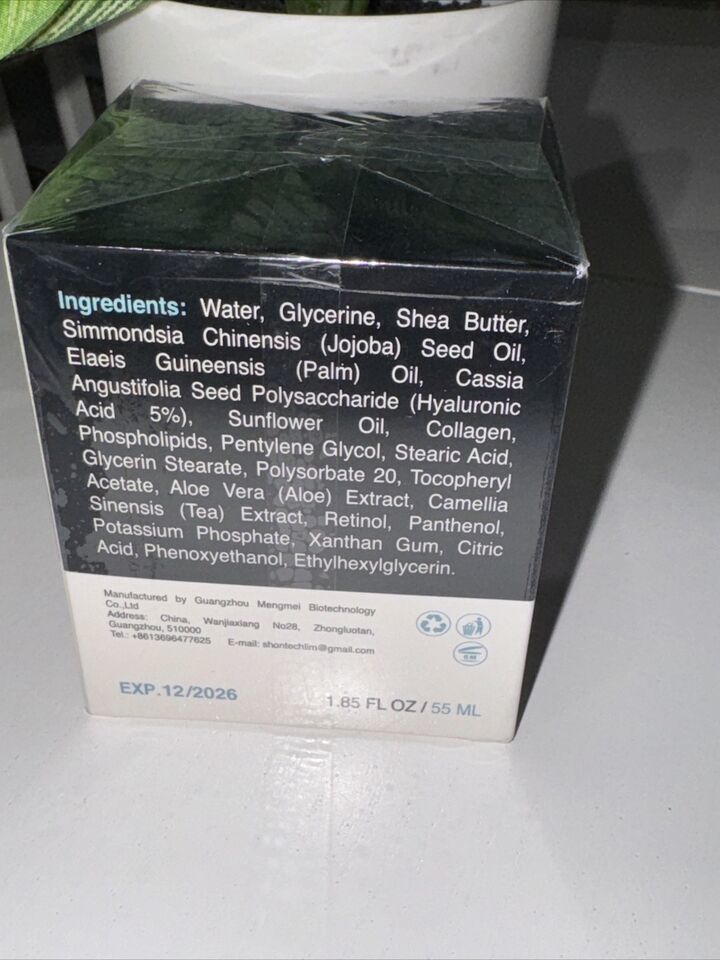 Ingredients: Water, Glycerine, Shea Butter,
Simmondsia Chinensis (Jojoba) Seed Oil,
Elaeis Guineensis (Palm) Oil, Cassia
Angustifolia Seed Polysaccharide (Hyaluronic
Acid 5%), Sunflower Oil, Collagen,
Phospholipids, Pentylene Glycol, Stearic Acid,
Glycerin Stearate, Polysorbate 20, Tocopheryl
Acetate, Aloe Vera (Aloe) Extract, Camellia
Sinensis (Tea) Extract, Retinol, Panthenol,
Potassium Phosphate, Xanthan Gum, Citric
Acid, Phenoxyethanol, Ethylhexylglycerin.
Manufactured by Guangzhou Mengmei Biotechnology
Co.,Ltd
Address: China, Wanjiaxiang No28, Zhongluotan,
Guangzhou, 510000
Tel.: +8613696477625 E-mail: shontechlim@gmail.com
EXP.12/2026
1.85 FL OZ / 55 ML